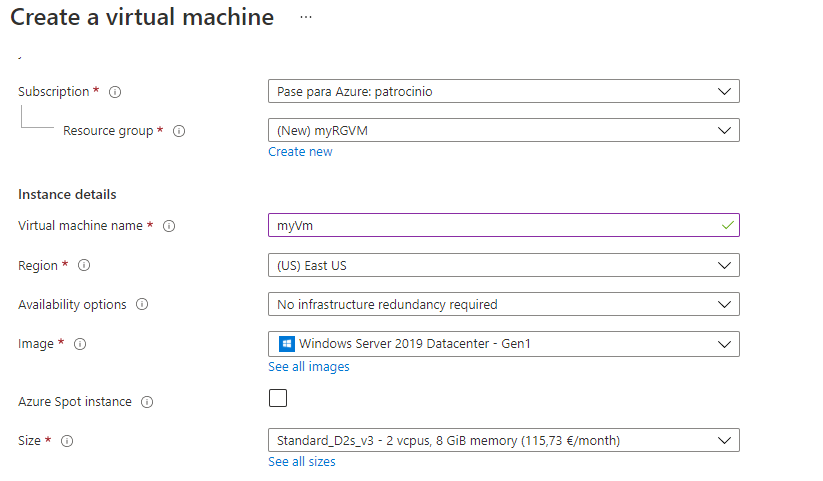 Create a virtual machine ...
Subscription * Pase para Azure: patrocinio
Resource group * (New) myRGVM
Create new
Instance details
Virtual machine name * myVm
Region * (US) East US
Availability options No infrastructure redundancy required
Image * Windows Server 2019 Datacenter - Gen1
See all images
Azure Spot instance
Size * Standard_D2s_v3 - 2 vcpus, 8 GiB memory (115,73 €/month)
See all sizes